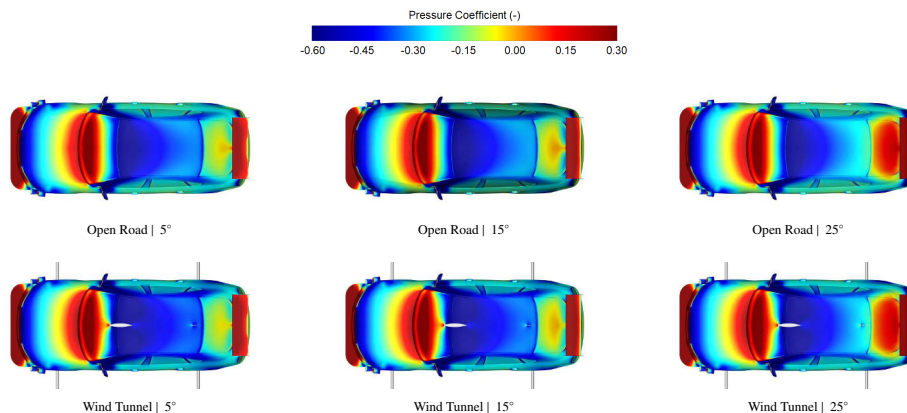 Pressure Coefficient (-)
-0.60 -0.45 -0.30 -0.15 0.00 0.15 0.30
Open Road | 5° Open Road | 15° Open Road | 25°
Wind Tunnel | 5° Wind Tunnel | 15° Wind Tunnel | 25°